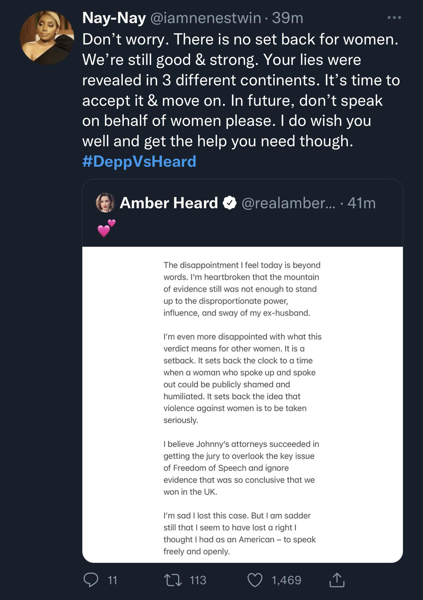 Nay-Nay @iamnenestwin · 39m
Don't worry. There is no set back for women.
We're still good & strong. Your lies were
revealed in 3 different continents. It's time to
accept it & move on. In future, don't speak
on behalf of women please. I do wish you
well and get the help you need though.
#DeppVsHeard
Amber Heard @realamber... · 41m
💕
The disappointment I feel today is beyond
words. I'm heartbroken that the mountain
of evidence still was not enough to stand
up to the disproportionate power,
influence, and sway of my ex-husband.
I'm even more disappointed with what this
verdict means for other women. It is a
setback. It sets back the clock to a time
when a woman who spoke up and spoke
out could be publicly shamed and
humiliated. It sets back the idea that
violence against women is to be taken
seriously.
I believe Johnny's attorneys succeeded in
getting the jury to overlook the key issue
of Freedom of Speech and ignore
evidence that was so conclusive that we
won in the UK.
I'm sad I lost this case. But I am sadder
still that I seem to have lost a right I
thought I had as an American – to speak
freely and openly.
11 113 1,469